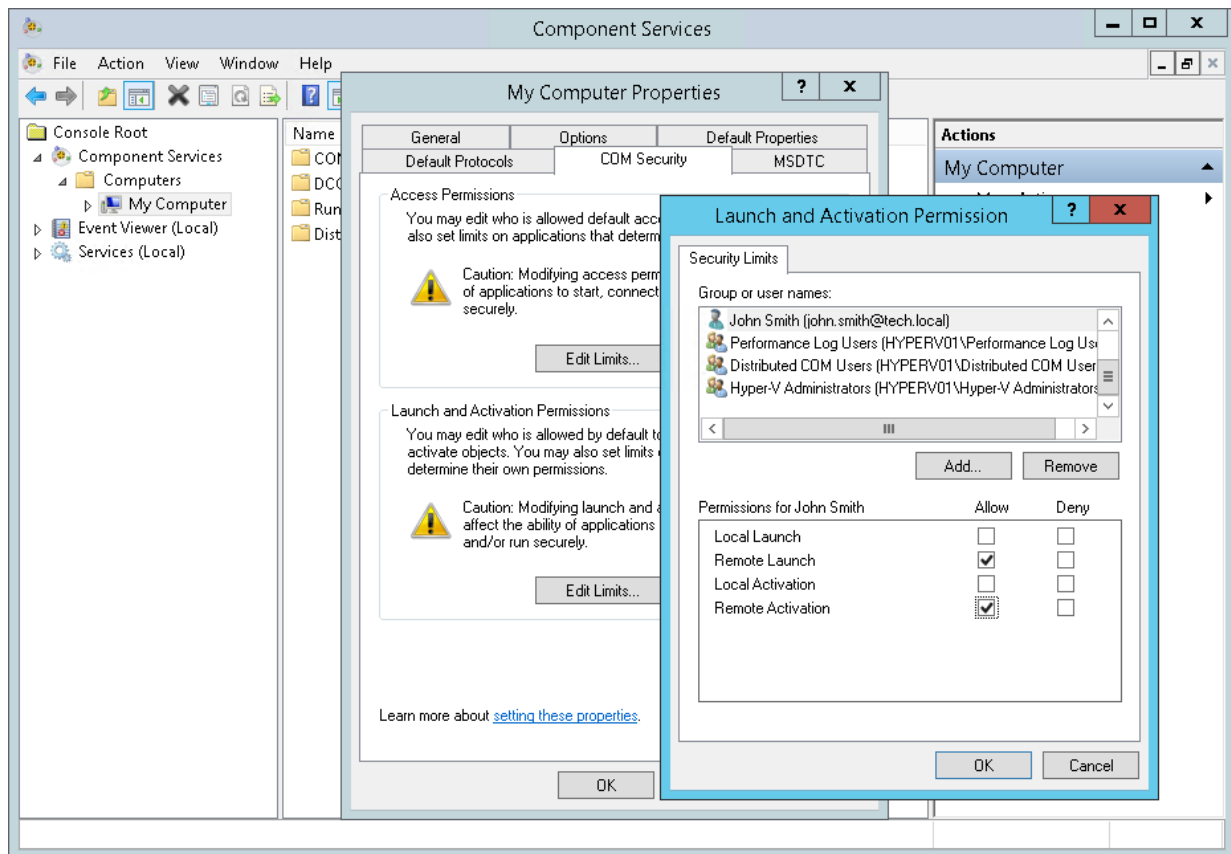 Component Services
File Action View Window Help
My Computer Properties
Console Root
Component Services
Computers
My Computer
Event Viewer (Local)
Services (Local)
Name
Run
Dist
General Options Default Properties
Default Protocols COM Security MSDTC
Access Permissions
You may edit who is allowed default
also set limits on applications that
Caution: Modifying access
of applications to start, connect
securely.
Edit Limits...
Launch and Activation Permissions
You may edit who is allowed by default
activate objects. You may also set limits
determine their own permissions.
Caution: Modifying launch and
affect the ability of applications
and/or run securely.
Edit Limits...
Learn more about setting these properties.
OK
Actions
My Computer
Launch and Activation Permission
Security Limits
Group or user names:
John Smith (john.smith@tech.local)
Performance Log Users (HYPERV01\Performance Log
Distributed COM Users (HYPERV01\Distributed COM User
Hyper-V Administrators (HYPERV01\Hyper-V Administrators
Add... Remove
Permissions for John Smith Allow Deny
Local Launch
Remote Launch
Local Activation
Remote Activation
OK Cancel